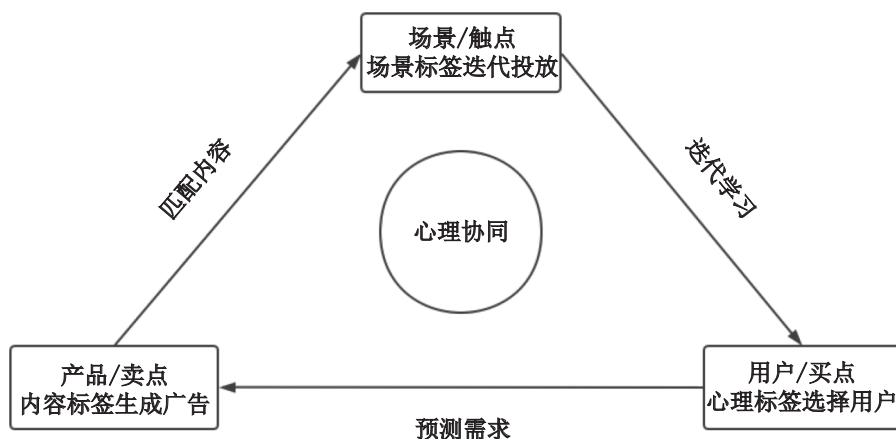 场景/触点
场景标签迭代投放
匹配内容
迭代学习
心理协同
产品/卖点
内容标签生成广告
用户/买点
心理标签选择用户
预测需求